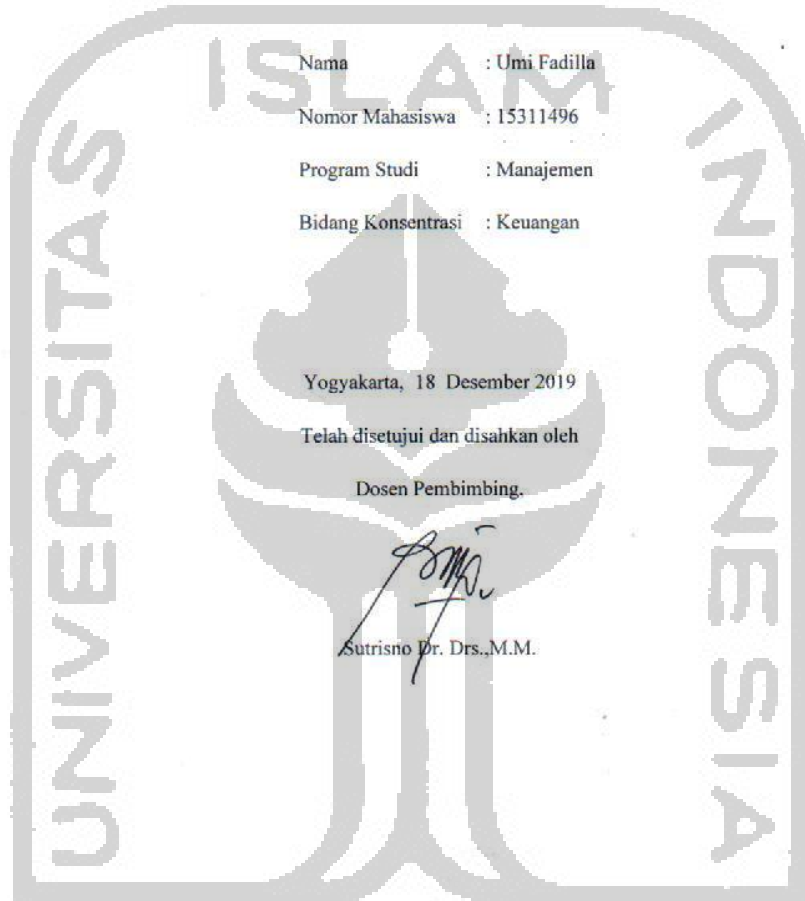 UNIVERSITAS
ISLAM
INDONESIA
Nama : Umi Fadilla
Nomor Mahasiswa : 15311496
Program Studi : Manajemen
Bidang Konsentrasi : Keuangan
Yogyakarta, 18 Desember 2019
Telah disetujui dan disahkan oleh
Dosen Pembimbing,
Sutrisno Dr. Drs.,M.M.